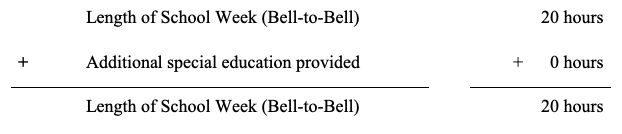 Length of School Week (Bell-to-Bell) 20 hours
+ Additional special education provided + 0 hours
Length of School Week (Bell-to-Bell) 20 hours